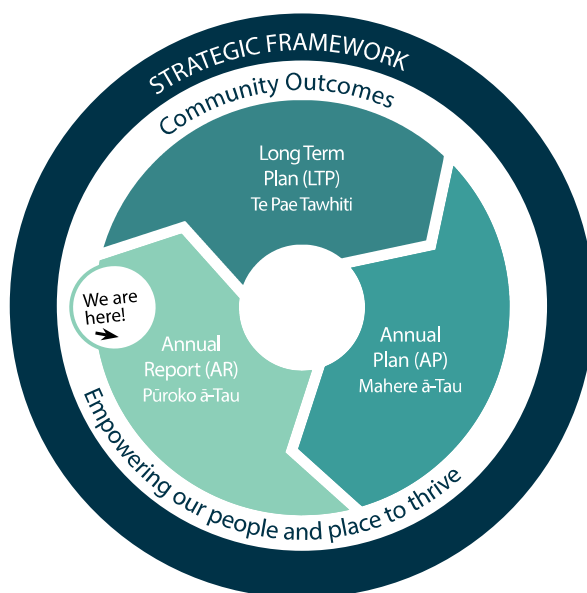 STRATEGIC FRAMEWORK
Community Outcomes
Long Term
Plan (LTP)
Te Pae Tawhiti
We are
here!
Annual
Report (AR)
Pūroko ā-Tau
Annual
Plan (AP)
Mahere ā-Tau
Empowering our people and place to thrive